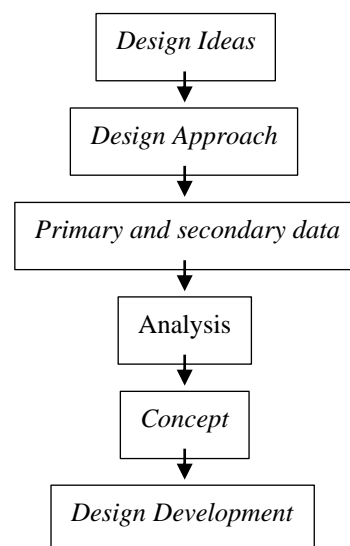 Design Ideas
Design Approach
Primary and secondary data
Analysis
Concept
Design Development